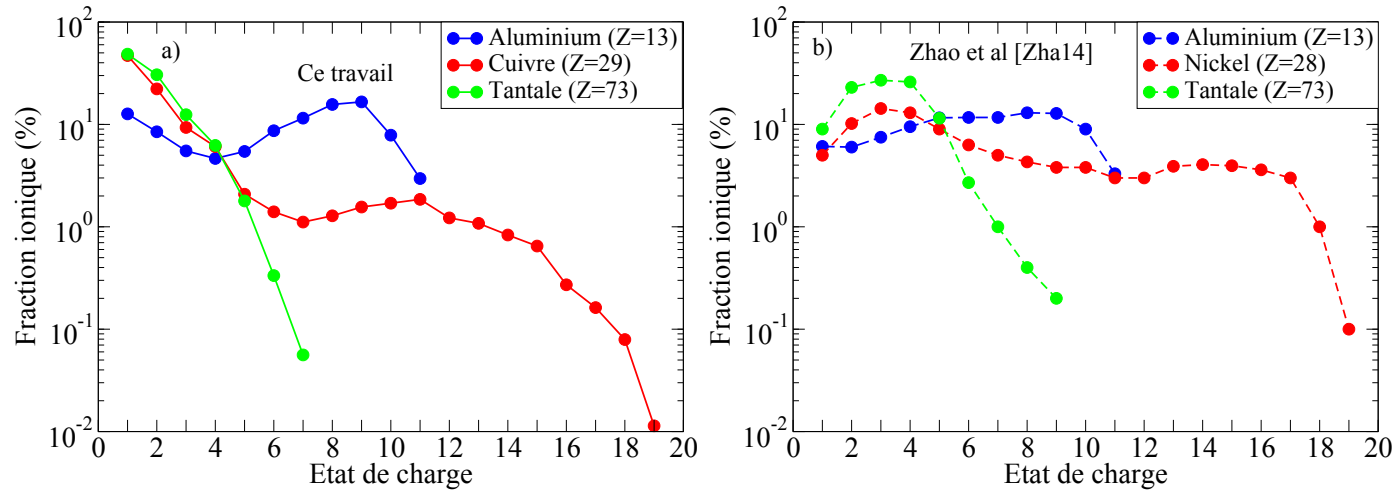 a)
Ce travail
Aluminium (Z=13)
Cuivre (Z=29)
Tantale (Z=73)
Fraction ionique (%)
10^2
10^1
10^0
10^-1
10^-2
0 2 4 6 8 10 12 14 16 18 20
Etat de charge
b)
Zhao et al [Zha14]
Aluminium (Z=13)
Nickel (Z=28)
Tantale (Z=73)
Fraction ionique (%)
10^2
10^1
10^0
10^-1
10^-2
0 2 4 6 8 10 12 14 16 18 20
Etat de charge